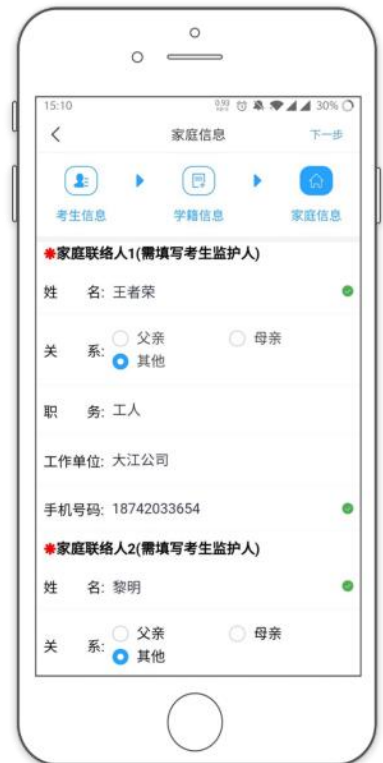 15:10 30%
家庭信息 下一步
考生信息 学籍信息 家庭信息
❋家庭联络人1(需填写考生监护人)
姓 名: 王者荣
父亲 母亲
关 系:
其他
职 务: 工人
工作单位: 大江公司
手机号码: 18742033654
❋家庭联络人2(需填写考生监护人)
姓 名: 黎明
父亲 母亲
关 系:
其他